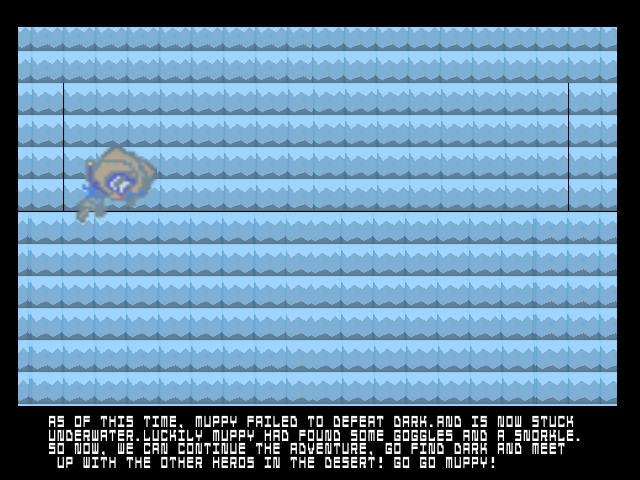 AS OF THIS TIME, MUPPY FAILED TO DEFEAT DARK.AND IS NOW STUCK
UNDERWATER.LUCKILY MUPPY HAD FOUND SOME GOGGLES AND A SNORKLE.
SO NOW, WE CAN CONTINUE THE ADVENTURE, GO FIND DARK AND MEET
UP WITH THE OTHER HEROS IN THE DESERT! GO GO MUPPY!